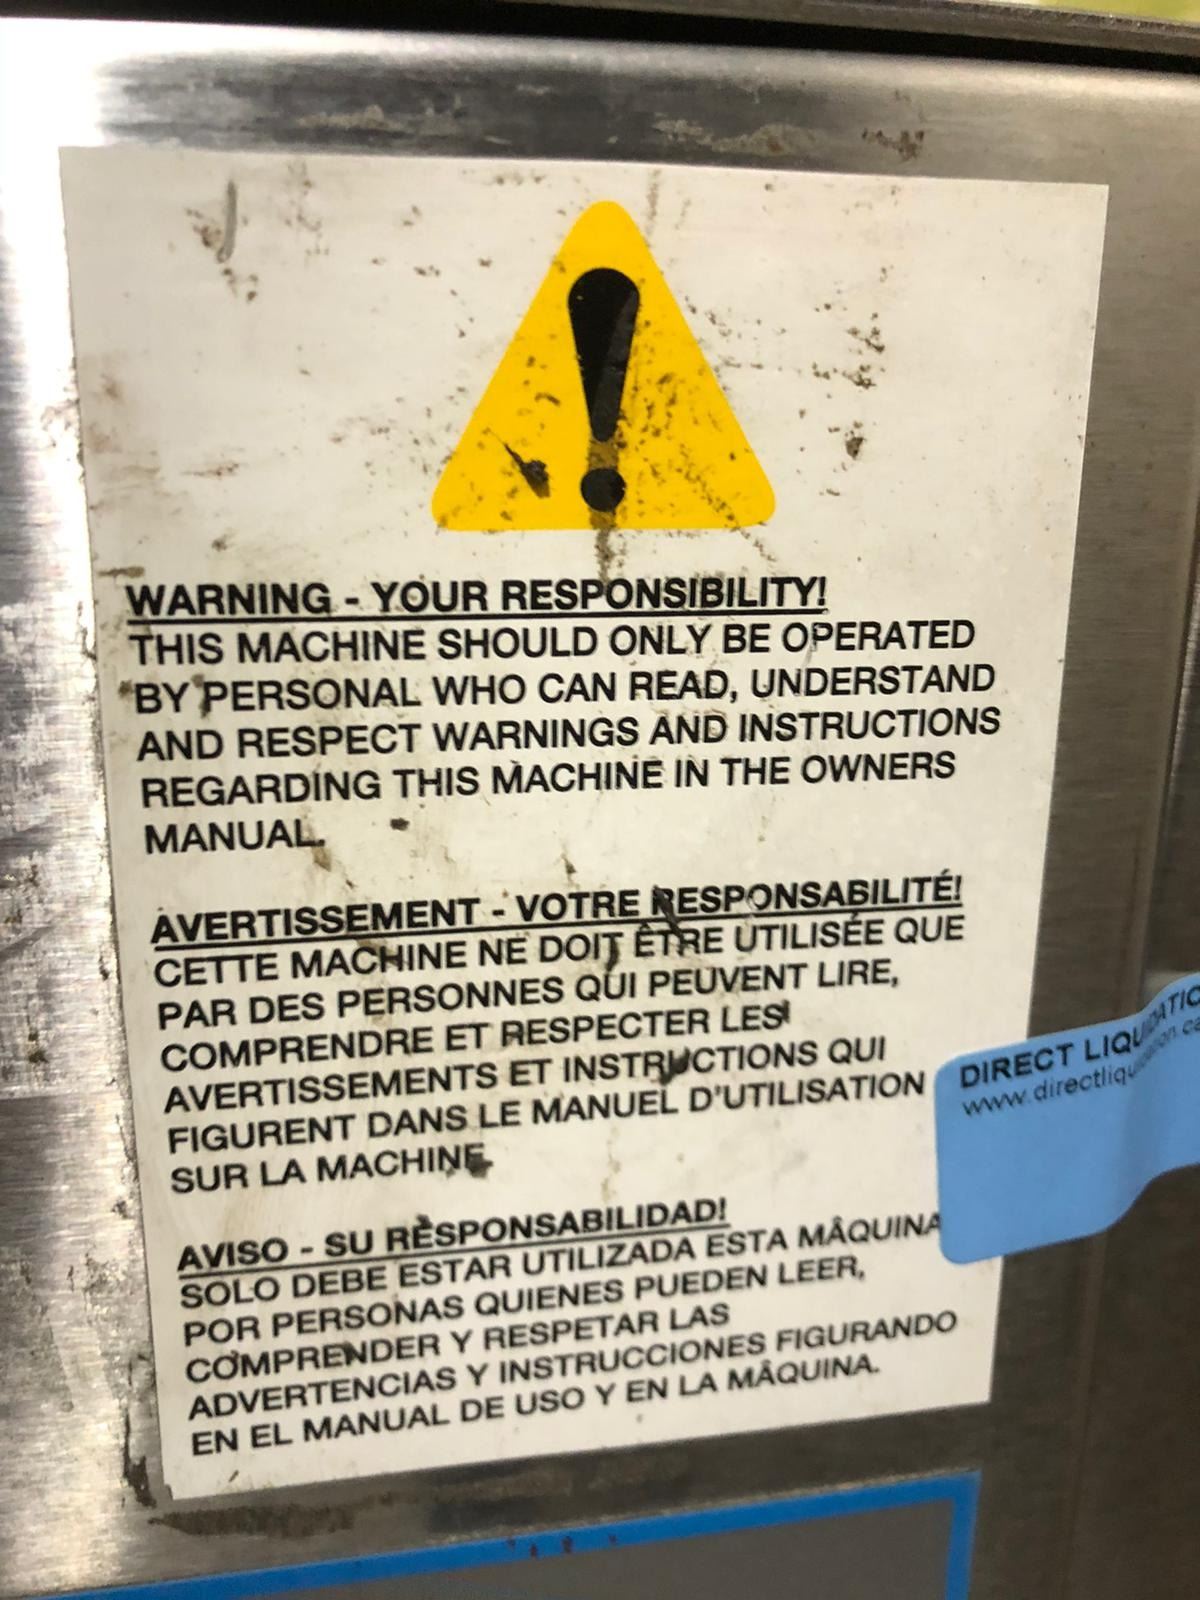 WARNING - YOUR RESPONSIBILITY!
THIS MACHINE SHOULD ONLY BE OPERATED
BY PERSONAL WHO CAN READ, UNDERSTAND
AND RESPECT WARNINGS AND INSTRUCTIONS
REGARDING THIS MACHINE IN THE OWNERS
MANUAL.
AVERTISSEMENT - VOTRE RESPONSABILITÉ!
CETTE MACHINE NE DOIT ÊTRE UTILISÉE QUE
PAR DES PERSONNES QUI PEUVENT LIRE,
COMPRENDRE ET RESPECTER LES
AVERTISSEMENTS ET INSTRUCTIONS QUI
FIGURENT DANS LE MANUEL D'UTILISATION
SUR LA MACHINE.
AVISO - SU RESPONSABILIDAD!
SOLO DEBE ESTAR UTILIZADA ESTA MÂQUINA
POR PERSONAS QUIENES PUEDEN LEER,
COMPRENDER Y RESPETAR LAS
ADVERTENCIAS Y INSTRUCCIONES FIGURANDO
EN EL MANUAL DE USO Y EN LA MÂQUINA.
DIRECT